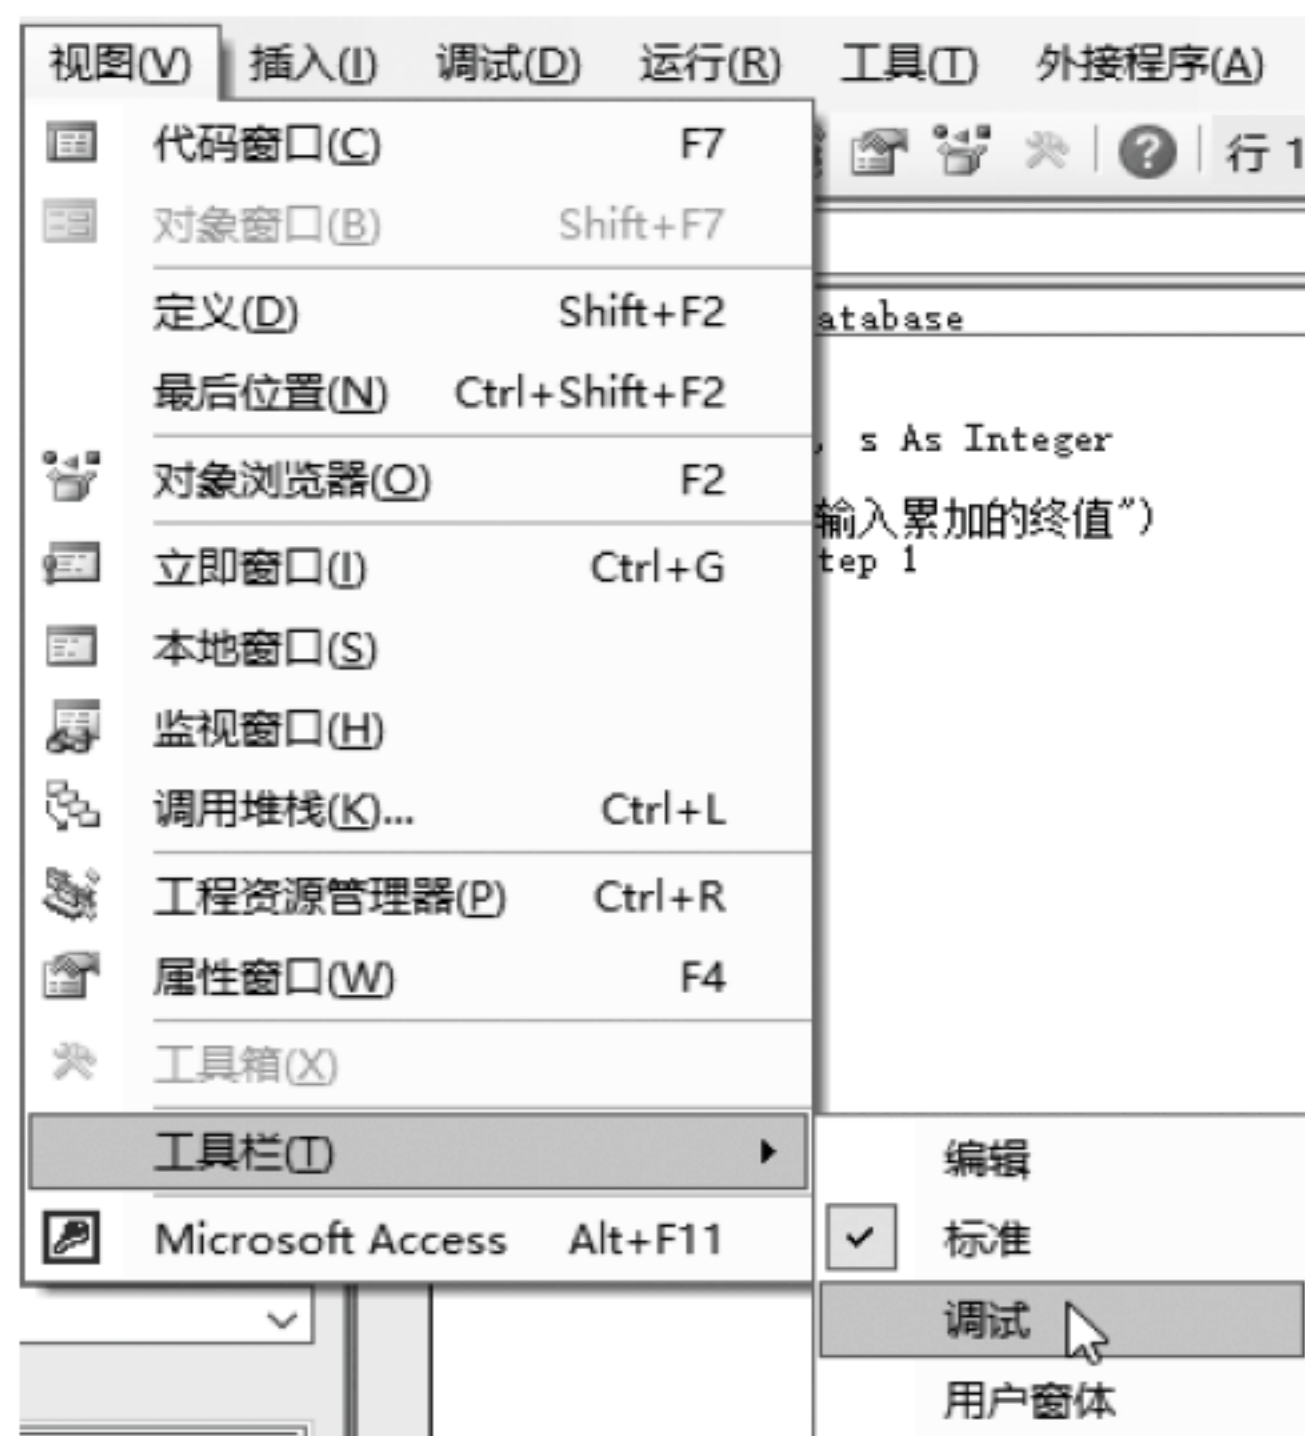 视图(V) 插入(I) 调试(D) 运行(R) 工具(T) 外接程序(A)
代码窗口(C) F7
行 1
对象窗口(B) Shift+F7
定义(D) Shift+F2
atabase
最后位置(N) Ctrl+Shift+F2
, s As Integer
对象浏览器(O) F2
输入累加的终值")
立即窗口(I) Ctrl+G
tep 1
本地窗口(S)
监视窗口(H)
调用堆栈(K)... Ctrl+L
工程资源管理器(P) Ctrl+R
属性窗口(W) F4
工具箱(X)
工具栏(T)
编辑
Microsoft Access Alt+F11
标准
调试
用户窗体